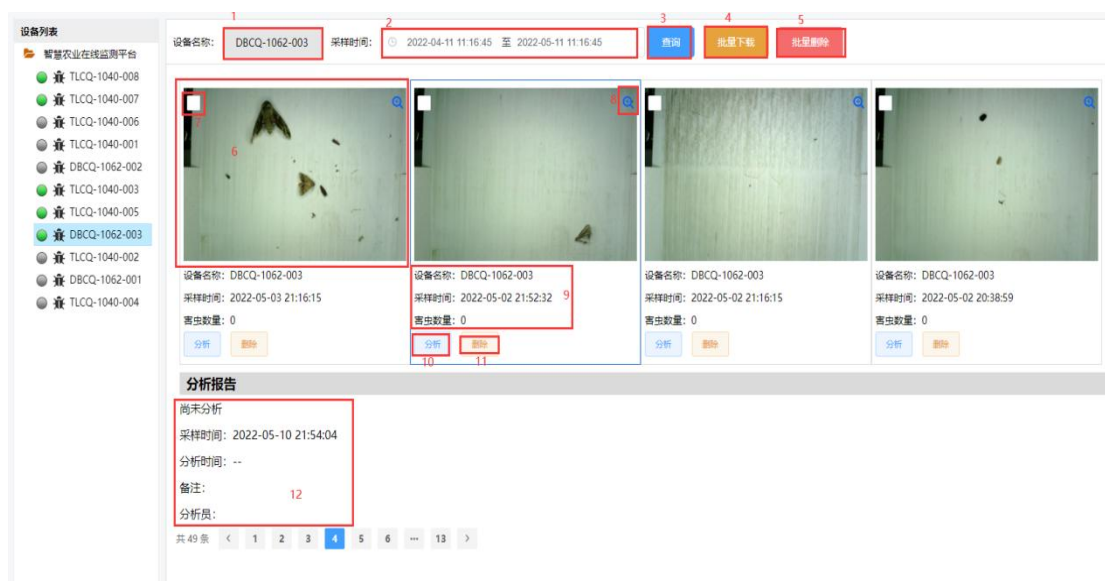 设备列表
智慧农业在线监测平台
TLCQ-1040-008
TLCQ-1040-007
TLCQ-1040-006
TLCQ-1040-001
DBCQ-1062-002
TLCQ-1040-003
TLCQ-1040-005
DBCQ-1062-003
TLCQ-1040-002
DBCQ-1062-001
TLCQ-1040-004
1 2 3 4 5
设备名称: DBCQ-1062-003 采样时间: 2022-04-11 11:16:45 至 2022-05-11 11:16:45 查询 批量下载 批量删除
7 8
6
设备名称: DBCQ-1062-003 设备名称: DBCQ-1062-003 设备名称: DBCQ-1062-003 设备名称: DBCQ-1062-003
采样时间: 2022-05-03 21:16:15 采样时间: 2022-05-02 21:52:32 9 采样时间: 2022-05-02 21:16:15 采样时间: 2022-05-02 20:38:59
害虫数量: 0 害虫数量: 0 害虫数量: 0 害虫数量: 0
分析 删除 分析 删除 分析 删除 分析 删除
10 11
分析报告
尚未分析
采样时间: 2022-05-10 21:54:04
分析时间: --
备注:
12
分析员:
共 49 条 < 1 2 3 4 5 6 ··· 13 >